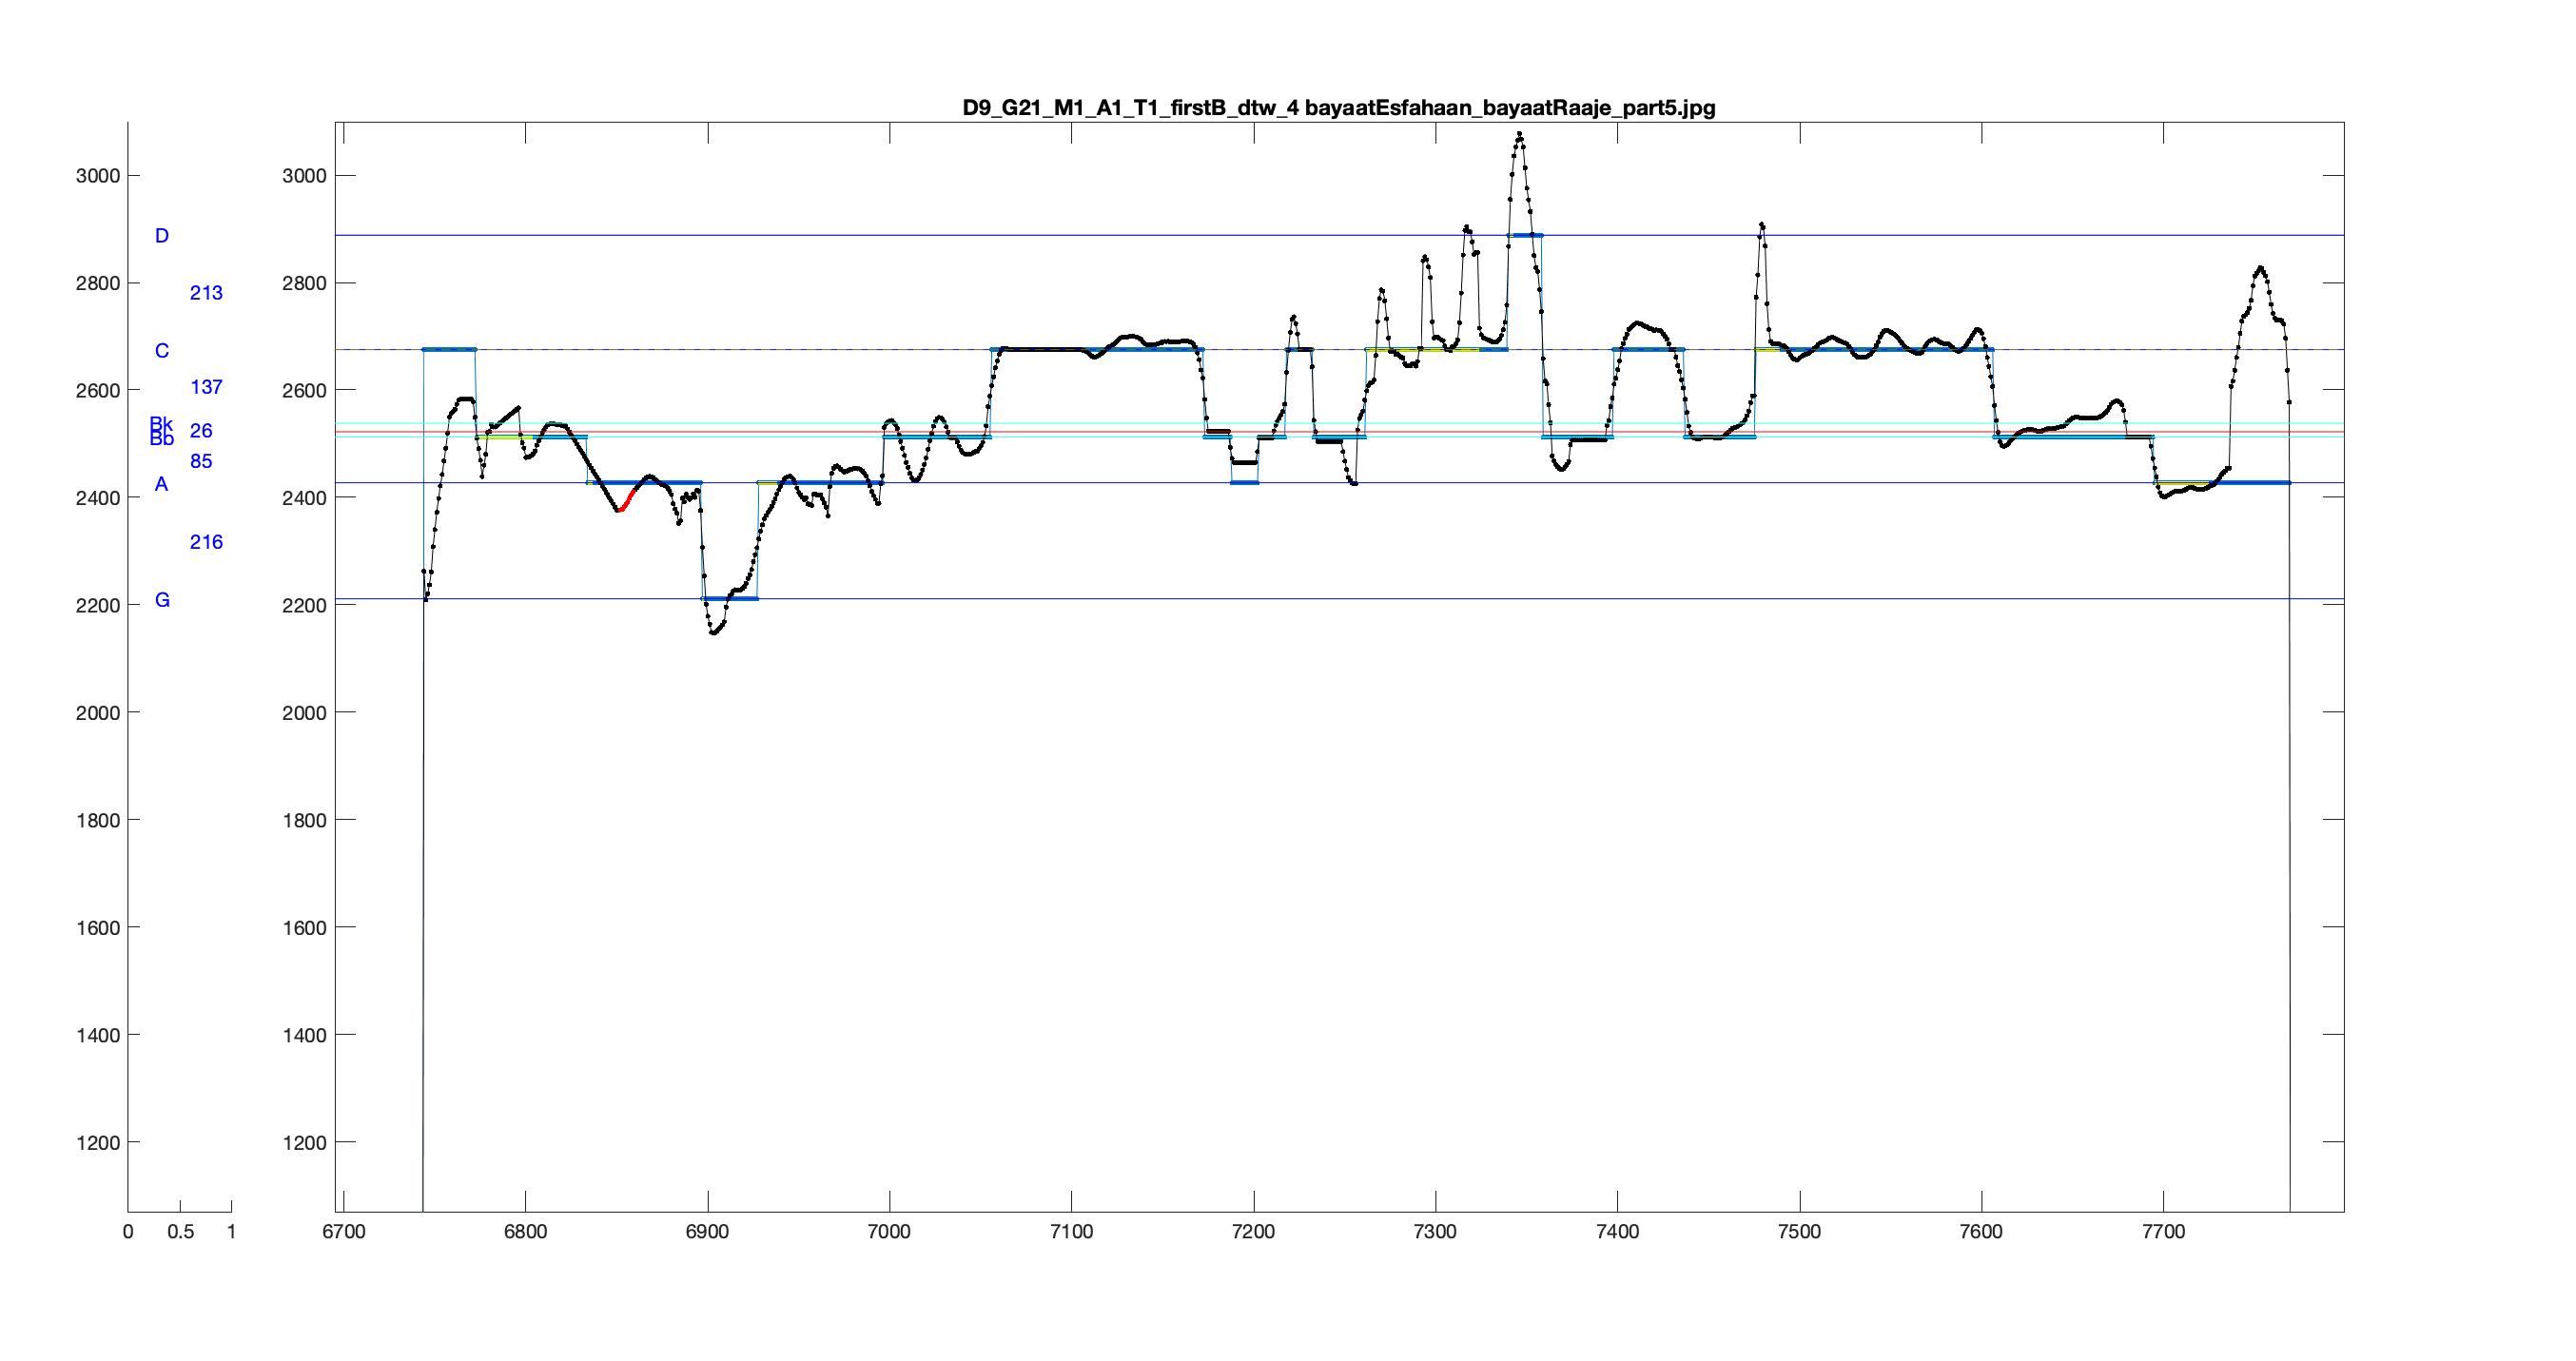 D9_G21_M1_A1_T1_firstB_dtw_4 bayaatEsfahaan_bayaatRaaje_part5.jpg
3000 3000
D
2800 213 2800
C
2600 137 2600
Bk
26
Bb
85
2400 A 2400
216
2200 G 2200
2000 2000
1800 1800
1600 1600
1400 1400
1200 1200
0 0.5 1 6700 6800 6900 7000 7100 7200 7300 7400 7500 7600 7700